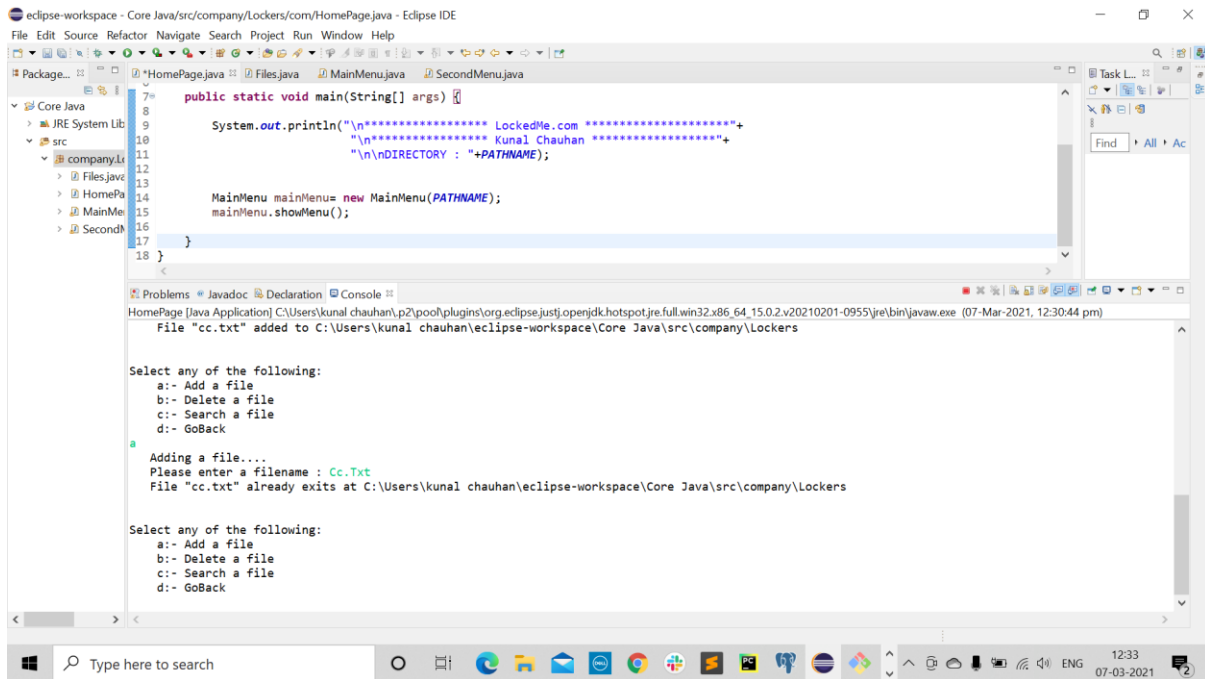 eclipse-workspace - Core Java/src/company/Lockers/com/HomePage.java - Eclipse IDE
File Edit Source Refactor Navigate Search Project Run Window Help
Package...
*HomePage.java Files.java MainMenu.java SecondMenu.java
Task L...
Core Java
JRE System Lib
src
company.Lo
Files.java
HomePa
MainMe
SecondM
7 public static void main(String[] args) {
8
9 System.out.println("\n****************** LockedMe.com *********************"+
10 "\n***************** Kunal Chauhan ******************"+
11 "\n\nDIRECTORY : "+PATHNAME);
12
13
14 MainMenu mainMenu= new MainMenu(PATHNAME);
15 mainMenu.showMenu();
16
17 }
18 }
Find All Ac
Problems Javadoc Declaration Console
HomePage [Java Application] C:\Users\kunal chauhan\.p2\pool\plugins\org.eclipse.justj.openjdk.hotspot.jre.full.win32.x86_64_15.0.2.v20210201-0955\jre\bin\javaw.exe (07-Mar-2021, 12:30:44 pm)
File "cc.txt" added to C:\Users\kunal chauhan\eclipse-workspace\Core Java\src\company\Lockers
Select any of the following:
a:- Add a file
b:- Delete a file
c:- Search a file
d:- GoBack
a
Adding a file....
Please enter a filename : Cc.Txt
File "cc.txt" already exits at C:\Users\kunal chauhan\eclipse-workspace\Core Java\src\company\Lockers
Select any of the following:
a:- Add a file
b:- Delete a file
c:- Search a file
d:- GoBack
Type here to search
DELL
PC
ENG
12:33
07-03-2021
2